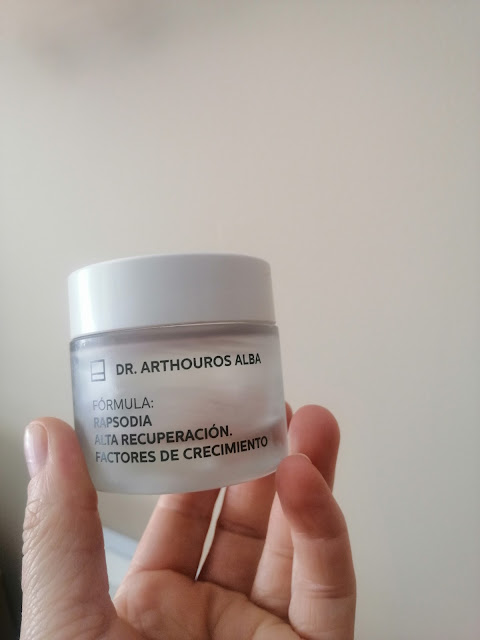 DR. ARTHOUROS ALBA
FÓRMULA:
RAPSODIA
ALTA RECUPERACIÓN.
FACTORES DE CRECIMIENTO